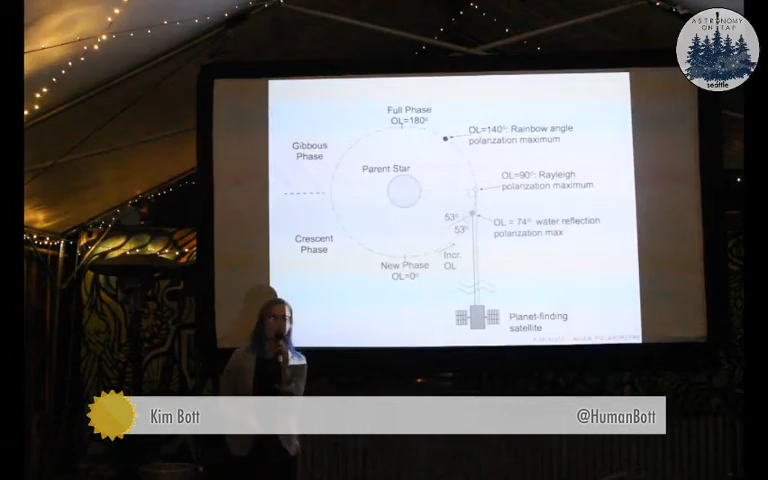 ASTRONOMY
ON TAP
seattle
Full Phase
OL=180°
OL=140°: Rainbow angle
polarization maximum
Gibbous
Phase
Parent Star
OL=90°: Rayleigh
polarization maximum
53°
53°
OL = 74° water reflection
polarization max
Crescent
Phase
Incr.
OL
New Phase
OL=0°
Planet-finding
satellite
Kim Bott
@HumanBott